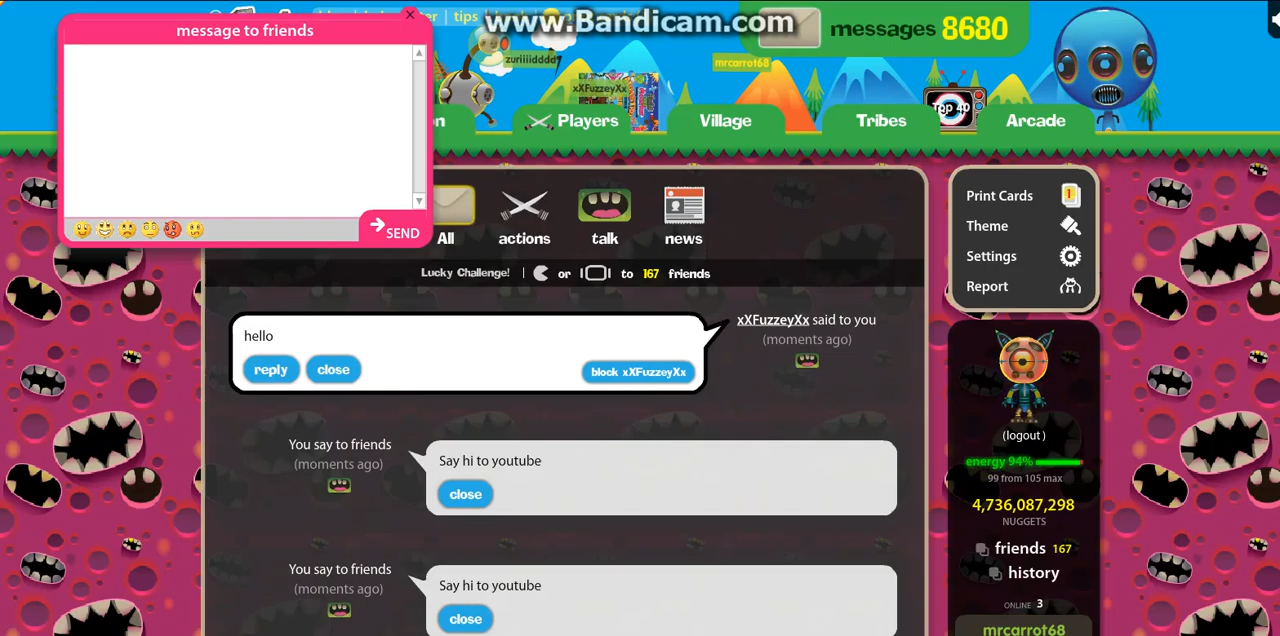 message to friends
ter | tips |
www.Bandicam.com
messages 8680
zuriiiidddd
mrcarrot68
xXFuzzeyXx
Players
Village
Tribes
Top 40
Arcade
SEND
All
actions
talk
news
Lucky Challenge! | or to 167 friends
Print Cards 1
Theme
Settings
Report
hello
reply
close
block xXFuzzeyXx
xXFuzzeyXx said to you
(moments ago)
You say to friends
(moments ago)
Say hi to youtube
close
You say to friends
(moments ago)
Say hi to youtube
close
(logout)
energy 94%
99 from 105 max
4,736,087,298
NUGGETS
friends 167
history
ONLINE 3
mrcarrot68